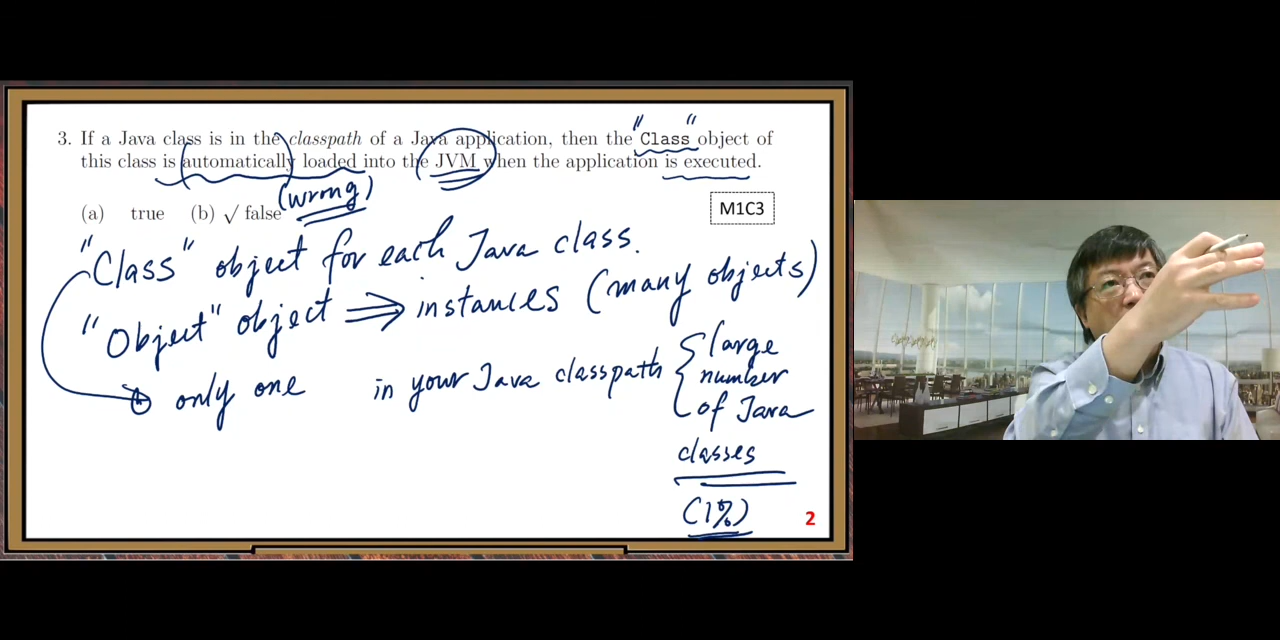 3. If a Java class is in the classpath of a Java application, then the "Class" object of
this class is automatically loaded into the JVM when the application is executed.
(wrong)
(a) true (b) √ false
M1C3
"Class" object for each Java class.
"Object" object ⇒ instances (many objects)
only one in your Java classpath { large
number
of Java
classes
(1%)
2